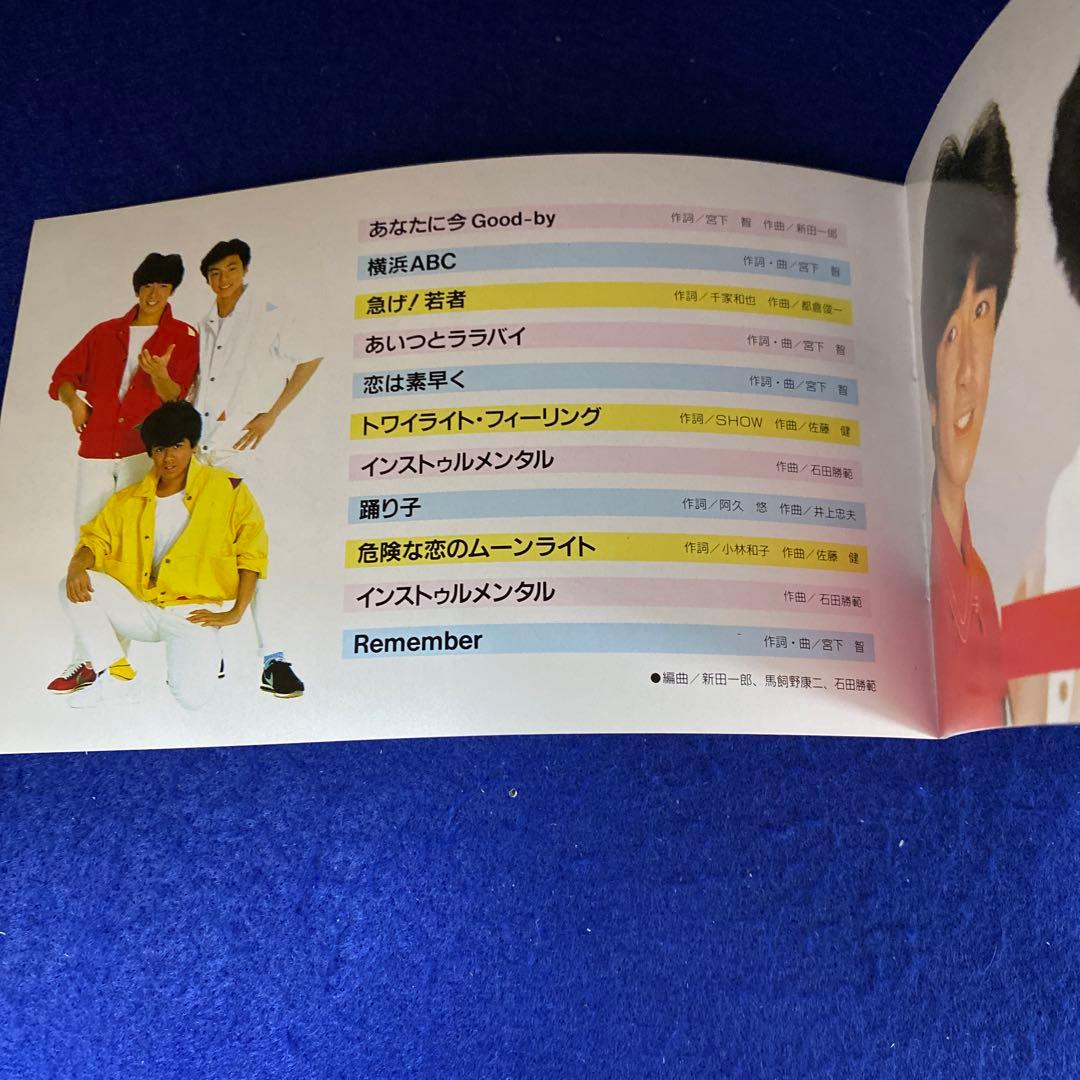 あなたに今 Good-by 作詞／宮下 智 作曲／新田一郎
横浜ABC 作詞・曲／宮下 智
急げ！若者 作詞／千家和也 作曲／都倉俊一
あいつとララバイ 作詞・曲／宮下 智
恋は素早く 作詞・曲／宮下 智
トワイライト・フィーリング 作詞／SHOW 作曲／佐藤 健
インストゥルメンタル 作曲／石田勝範
踊り子 作詞／阿久 悠 作曲／井上忠夫
危険な恋のムーンライト 作詞／小林和子 作曲／佐藤 健
インストゥルメンタル 作曲／石田勝範
Remember 作詞・曲／宮下 智
●編曲／新田一郎、馬飼野康二、石田勝範